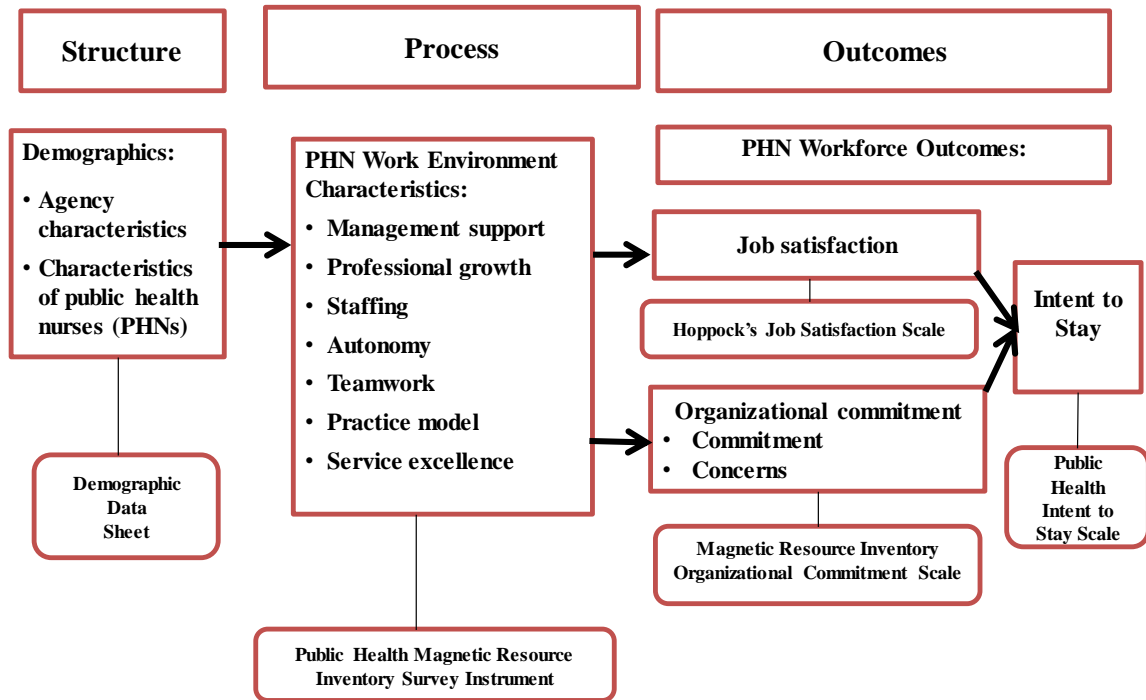 Structure
Process
Outcomes
Demographics:
• Agency
characteristics
• Characteristics
of public health
nurses (PHNs)
Demographic
Data
Sheet
PHN Work Environment
Characteristics:
• Management support
• Professional growth
• Staffing
• Autonomy
• Teamwork
• Practice model
• Service excellence
Public Health Magnetic Resource
Inventory Survey Instrument
PHN Workforce Outcomes:
Job satisfaction
Hoppock's Job Satisfaction Scale
Organizational commitment
• Commitment
• Concerns
Magnetic Resource Inventory
Organizational Commitment Scale
Intent to
Stay
Public
Health
Intent to
Stay Scale